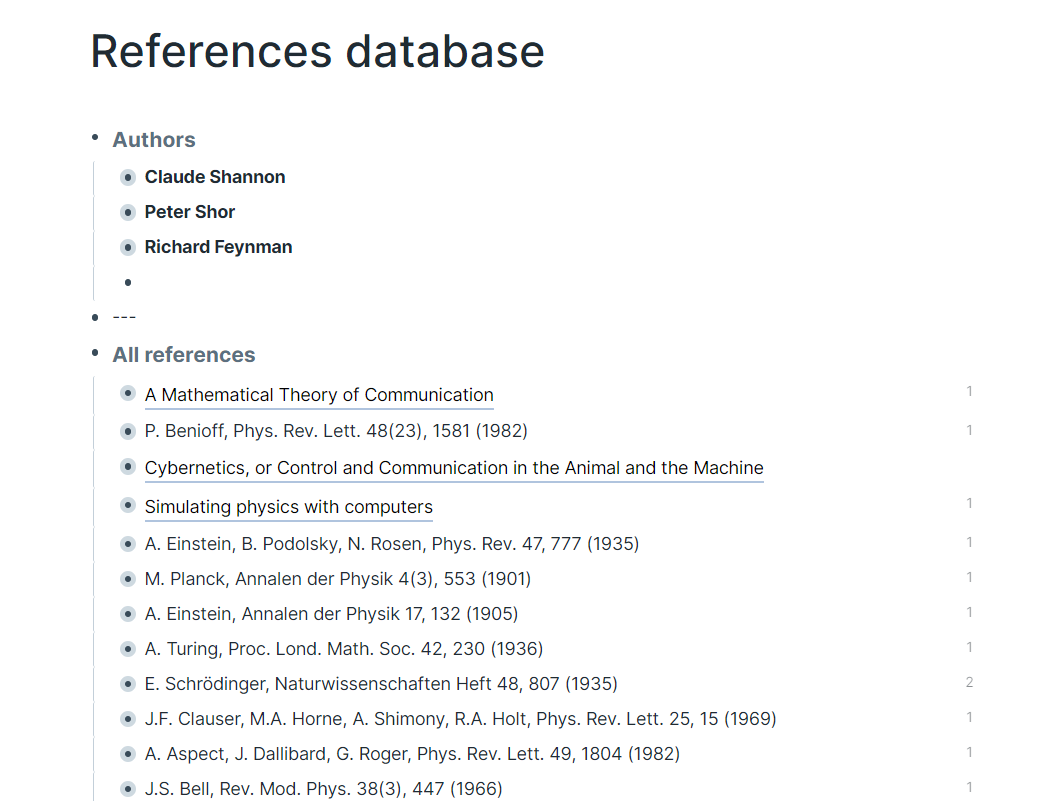 References database
Authors
Claude Shannon
Peter Shor
Richard Feynman
---
All references
A Mathematical Theory of Communication 1
P. Benioff, Phys. Rev. Lett. 48(23), 1581 (1982) 1
Cybernetics, or Control and Communication in the Animal and the Machine
Simulating physics with computers 1
A. Einstein, B. Podolsky, N. Rosen, Phys. Rev. 47, 777 (1935) 1
M. Planck, Annalen der Physik 4(3), 553 (1901) 1
A. Einstein, Annalen der Physik 17, 132 (1905) 1
A. Turing, Proc. Lond. Math. Soc. 42, 230 (1936) 1
E. Schrödinger, Naturwissenschaften Heft 48, 807 (1935) 2
J.F. Clauser, M.A. Horne, A. Shimony, R.A. Holt, Phys. Rev. Lett. 25, 15 (1969) 1
A. Aspect, J. Dallibard, G. Roger, Phys. Rev. Lett. 49, 1804 (1982) 1
J.S. Bell, Rev. Mod. Phys. 38(3), 447 (1966) 1